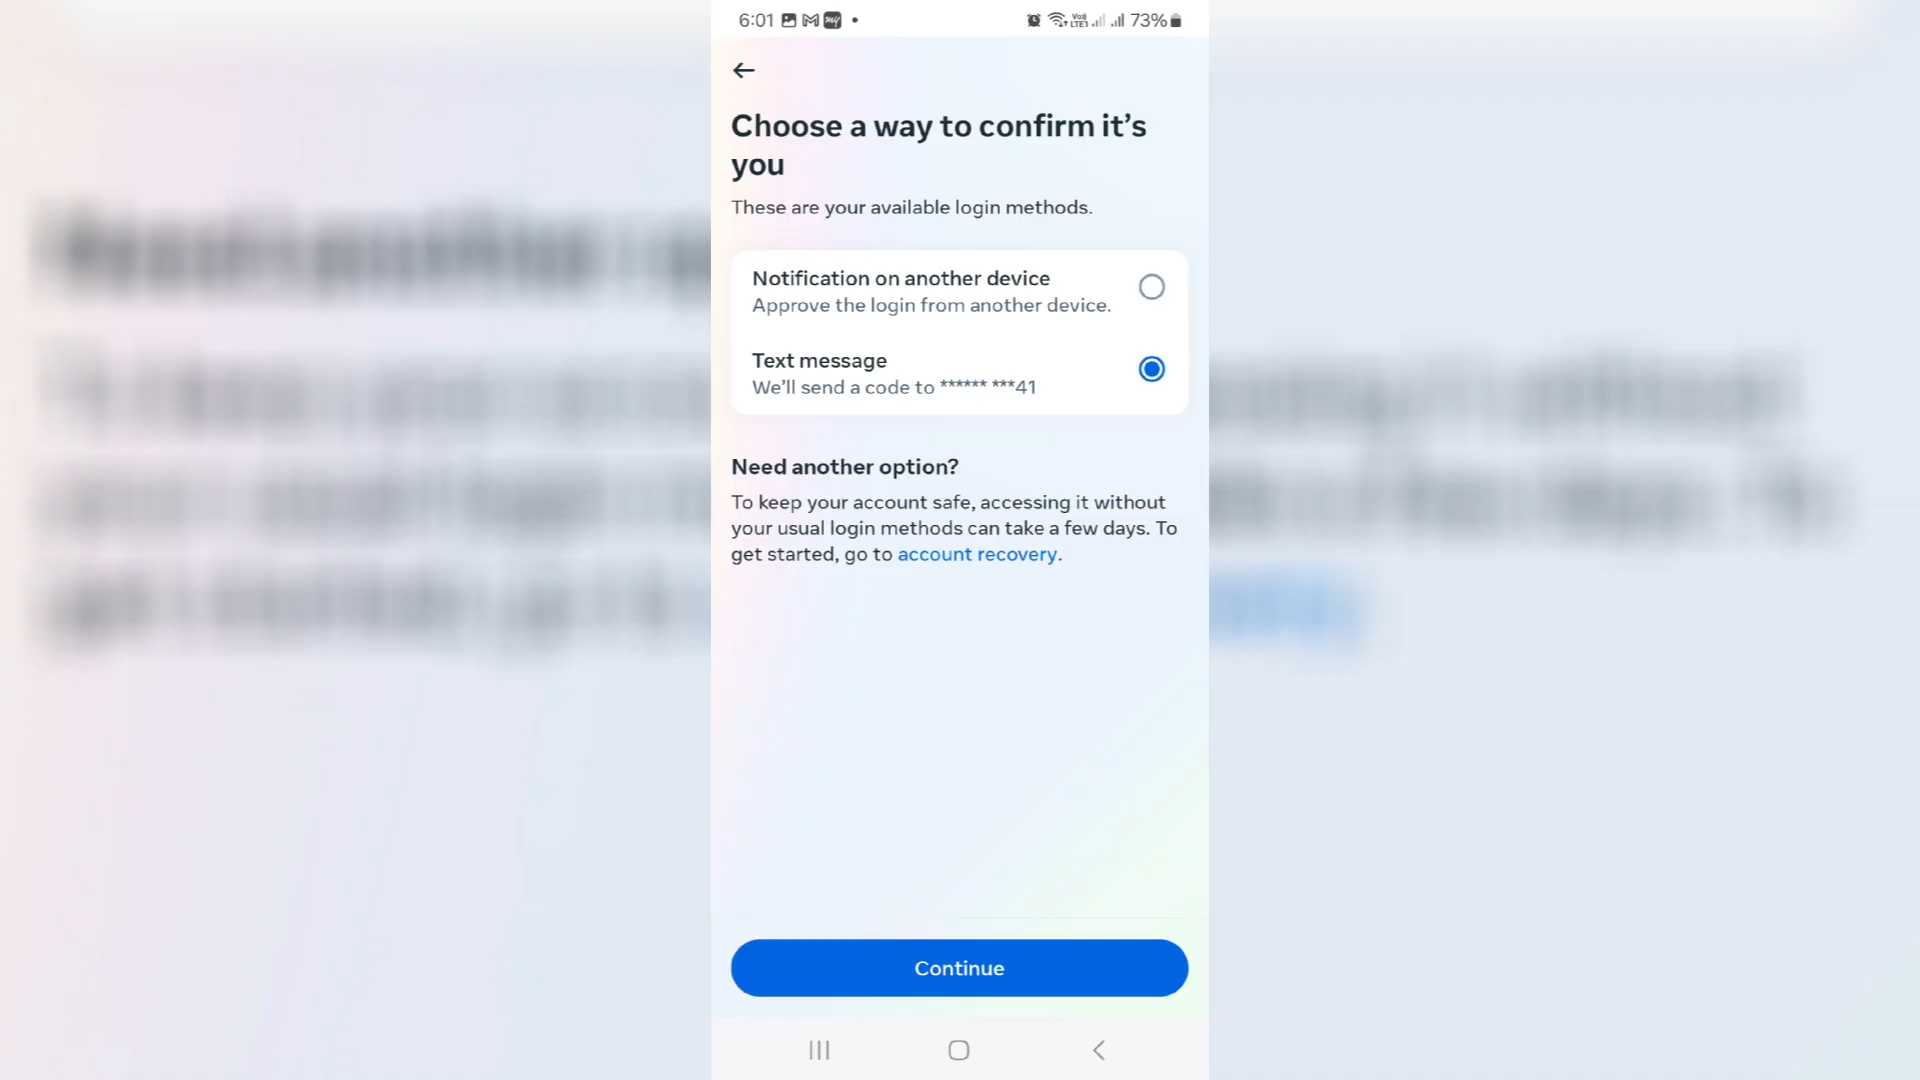 6:01
Vo)) LTE1 73%
Choose a way to confirm it’s
you
These are your available login methods.
Notification on another device
Approve the login from another device.
Text message
We’ll send a code to ****** ***41
Need another option?
To keep your account safe, accessing it without
your usual login methods can take a few days. To
get started, go to account recovery.
Continue